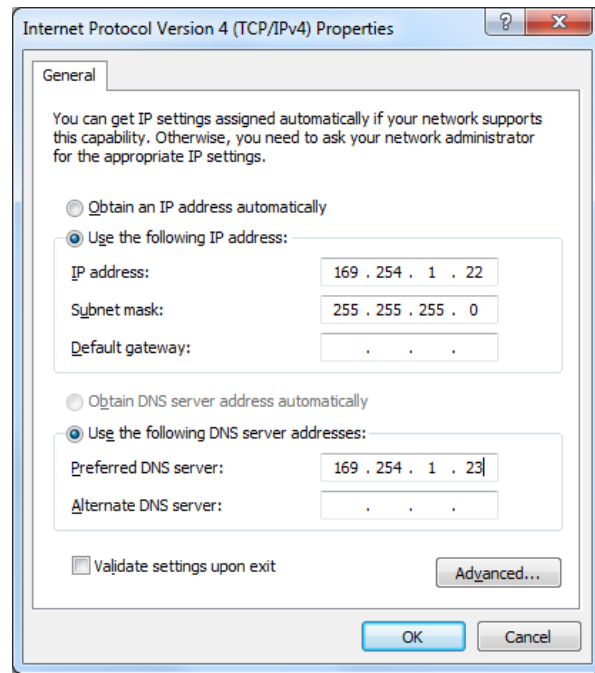 Internet Protocol Version 4 (TCP/IPv4) Properties
General
You can get IP settings assigned automatically if your network supports
this capability. Otherwise, you need to ask your network administrator
for the appropriate IP settings.
Obtain an IP address automatically
Use the following IP address:
IP address: 169 . 254 . 1 . 22
Subnet mask: 255 . 255 . 255 . 0
Default gateway: . . .
Obtain DNS server address automatically
Use the following DNS server addresses:
Preferred DNS server: 169 . 254 . 1 . 23
Alternate DNS server: . . .
Validate settings upon exit
Advanced...
OK Cancel